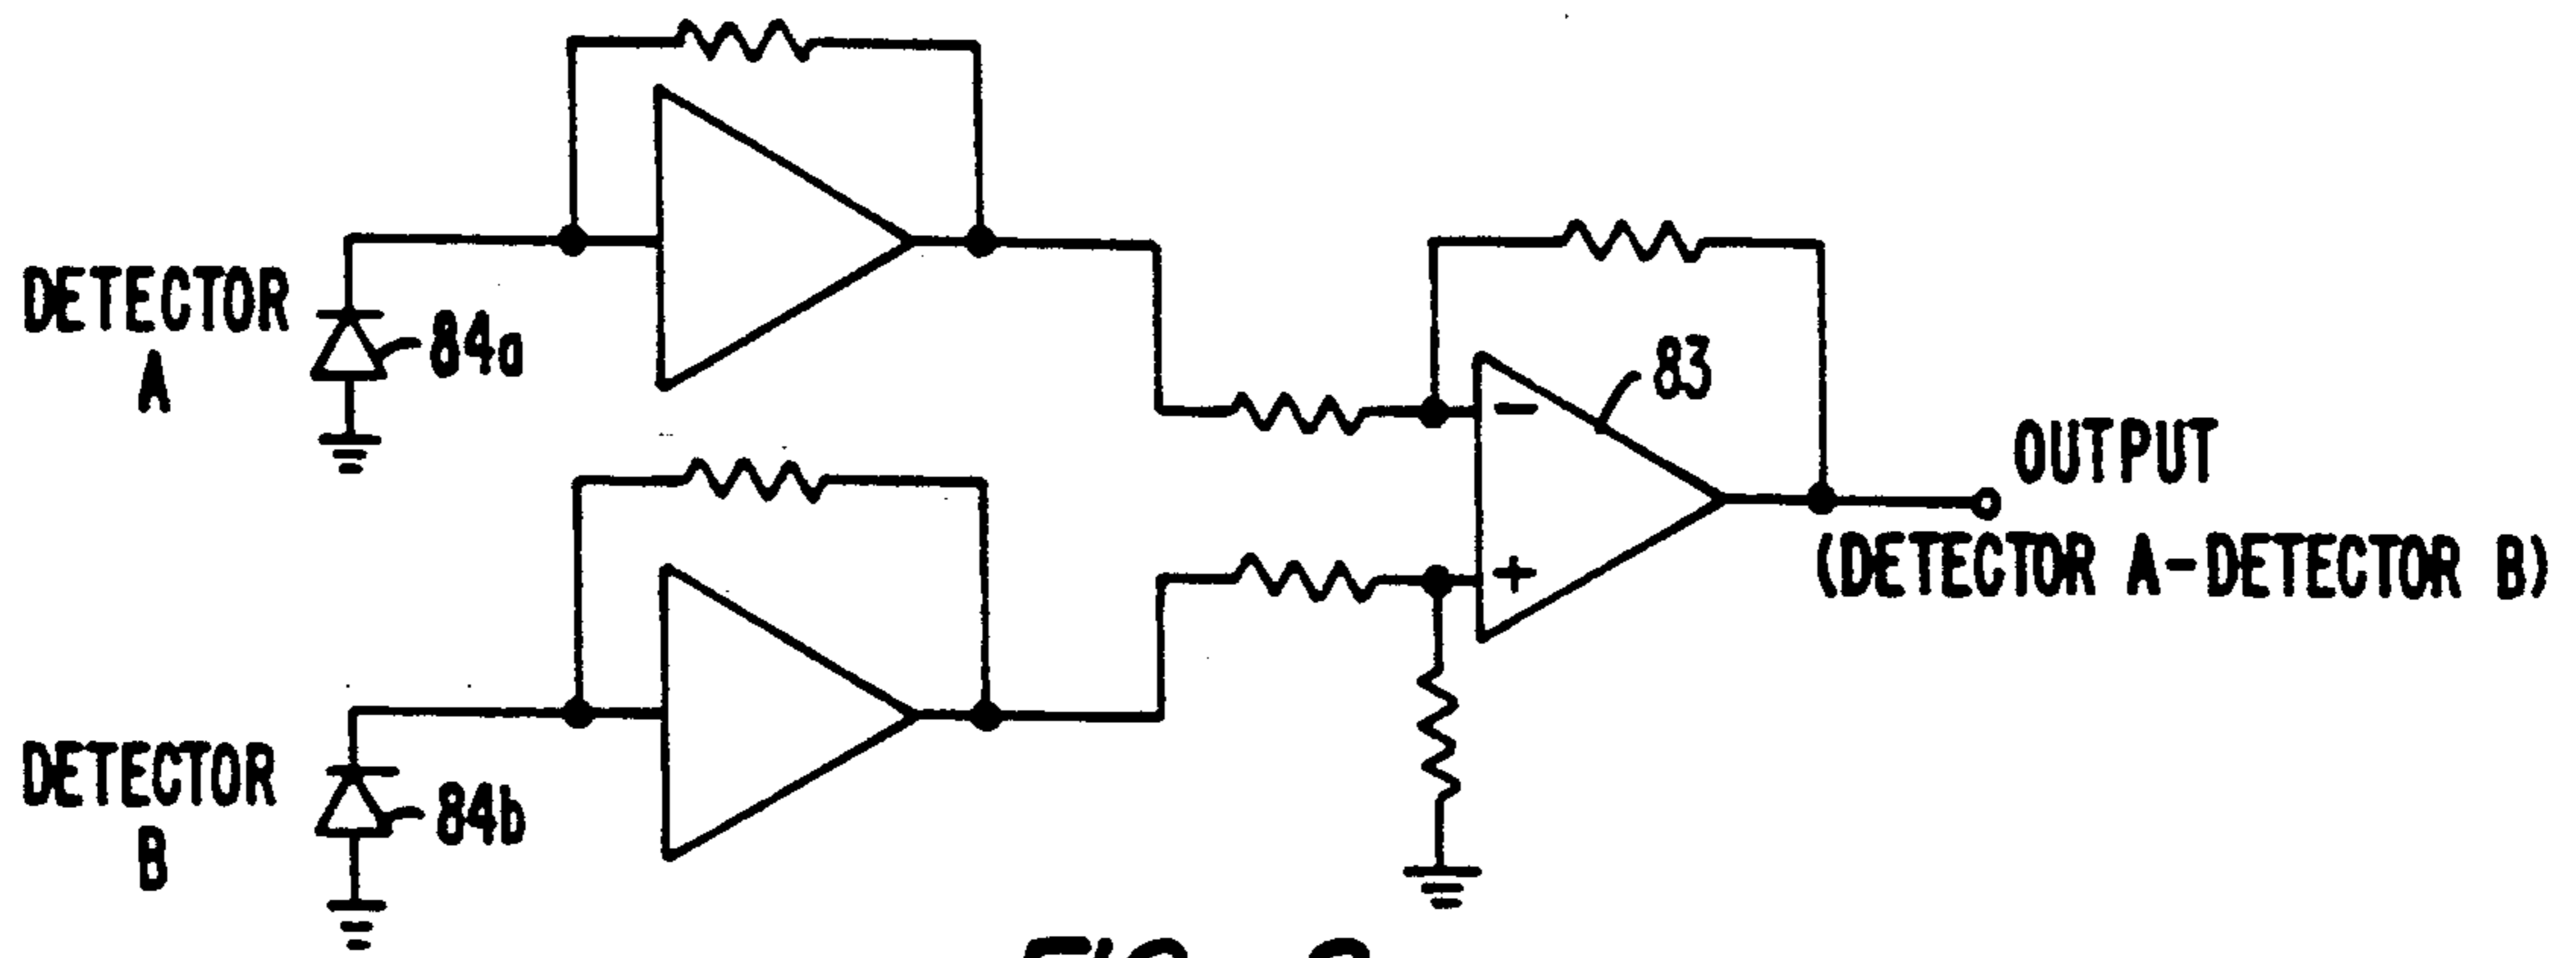 DETECTOR
A
84a
83
OUTPUT
(DETECTOR A-DETECTOR B)
-
+
DETECTOR
B
84b